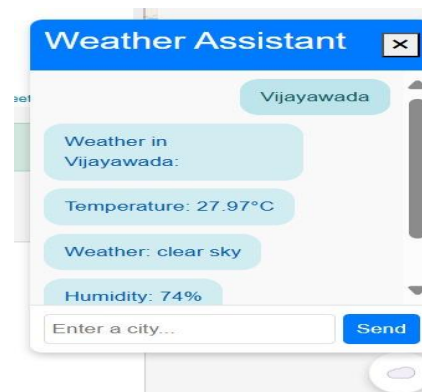 Weather Assistant
×
Vijayawada
Weather in
Vijayawada:
Temperature: 27.97°C
Weather: clear sky
Humidity: 74%
Enter a city...
Send